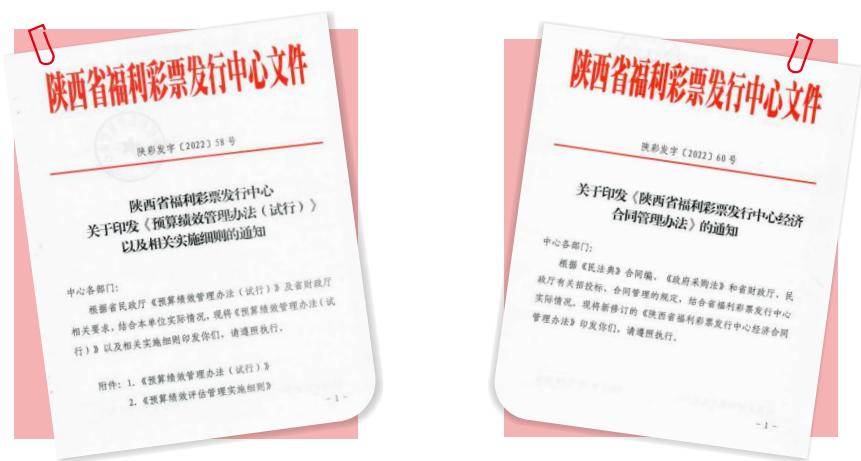 陕西省福利彩票发行中心文件
陕彩发字〔2022〕58号
陕西省福利彩票发行中心
关于印发《预算绩效管理办法（试行）》
以及相关实施细则的通知
中心各部门：
根据省民政厅《预算绩效管理办法（试行）》及省财政厅
相关要求，结合本单位实际情况，现将《预算绩效管理办法（试
行）》以及相关实施细则印发你们，请遵照执行。
附件：1.《预算绩效管理办法（试行）》
2.《预算绩效评估管理实施细则》
- 1 -
陕西省福利彩票发行中心文件
陕彩发字〔2022〕60号
关于印发《陕西省福利彩票发行中心经济
合同管理办法》的通知
中心各部门：
根据《民法典》合同编、《政府采购法》和省财政厅、民
政厅有关招投标、合同管理的规定，结合省福利彩票发行中心
实际情况，现将新修订的《陕西省福利彩票发行中心经济合同
管理办法》印发你们，请遵照执行。
- 1 -